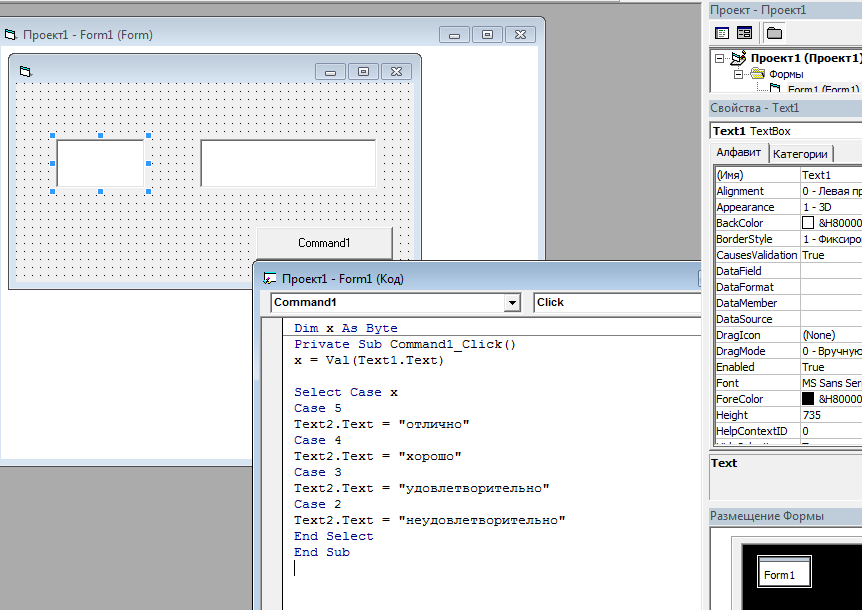 Проект1 - Form1 (Form)
Command1
Проект1 - Form1 (Код)
Command1
Click
Dim x As Byte
Private Sub Command1_Click()
x = Val(Text1.Text)
Select Case x
Case 5
Text2.Text = "отлично"
Case 4
Text2.Text = "хорошо"
Case 3
Text2.Text = "удовлетворительно"
Case 2
Text2.Text = "неудовлетворительно"
End Select
End Sub
Проект - Проект1
Проект1 (Проект1)
Формы
Form1 (Form1)
Свойства - Text1
Text1 TextBox
Алфавит Категории
(Имя) Text1
Alignment 0 - Левая
Appearance 1 - 3D
BackColor &H80000
BorderStyle 1 -
CausesValidation True
DataField
DataFormat
DataMember
DataSource
DragIcon (None)
DragMode 0 - Вручную
Enabled True
Font MS Sans
ForeColor &H80000
Height 735
HelpContextID 0
Text
Размещение Формы
Form1